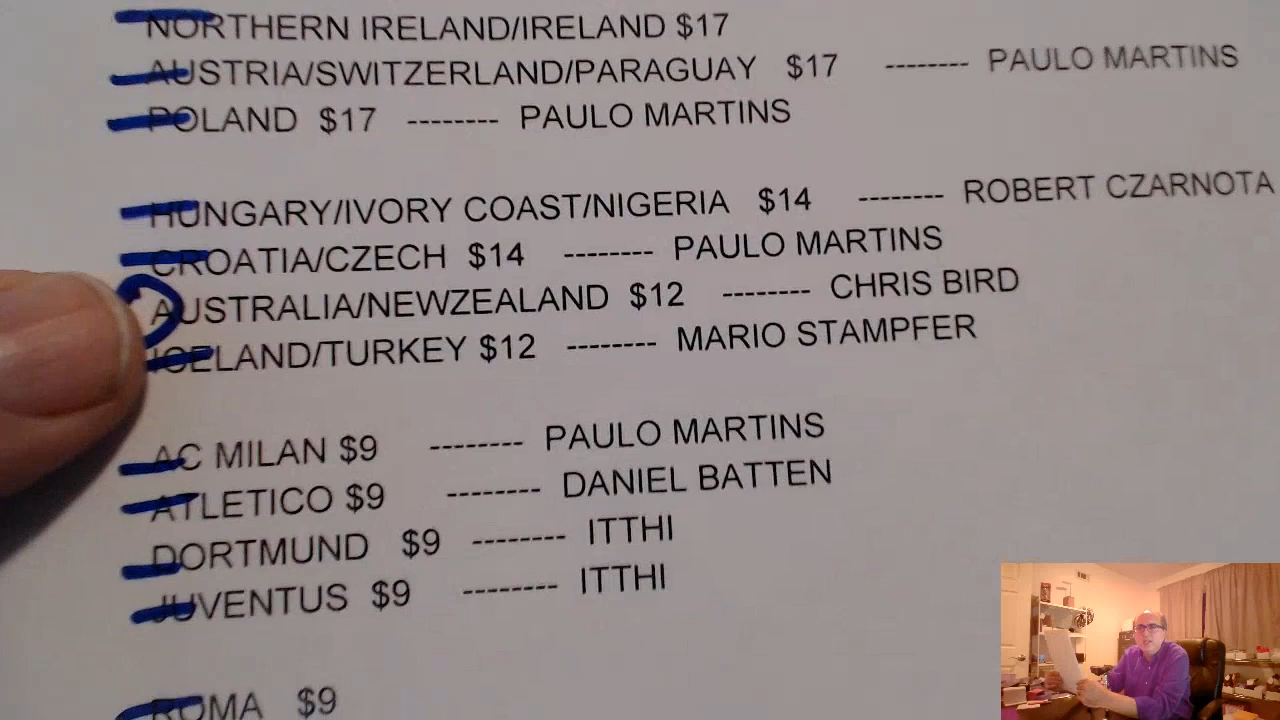 NORTHERN IRELAND/IRELAND $17
AUSTRIA/SWITZERLAND/PARAGUAY $17 -------- PAULO MARTINS
POLAND $17 -------- PAULO MARTINS
HUNGARY/IVORY COAST/NIGERIA $14 -------- ROBERT CZARNOTA
CROATIA/CZECH $14 -------- PAULO MARTINS
AUSTRALIA/NEWZEALAND $12 -------- CHRIS BIRD
ICELAND/TURKEY $12 -------- MARIO STAMPFER
AC MILAN $9 -------- PAULO MARTINS
ATLETICO $9 -------- DANIEL BATTEN
DORTMUND $9 -------- ITTHI
JUVENTUS $9 -------- ITTHI
ROMA $9